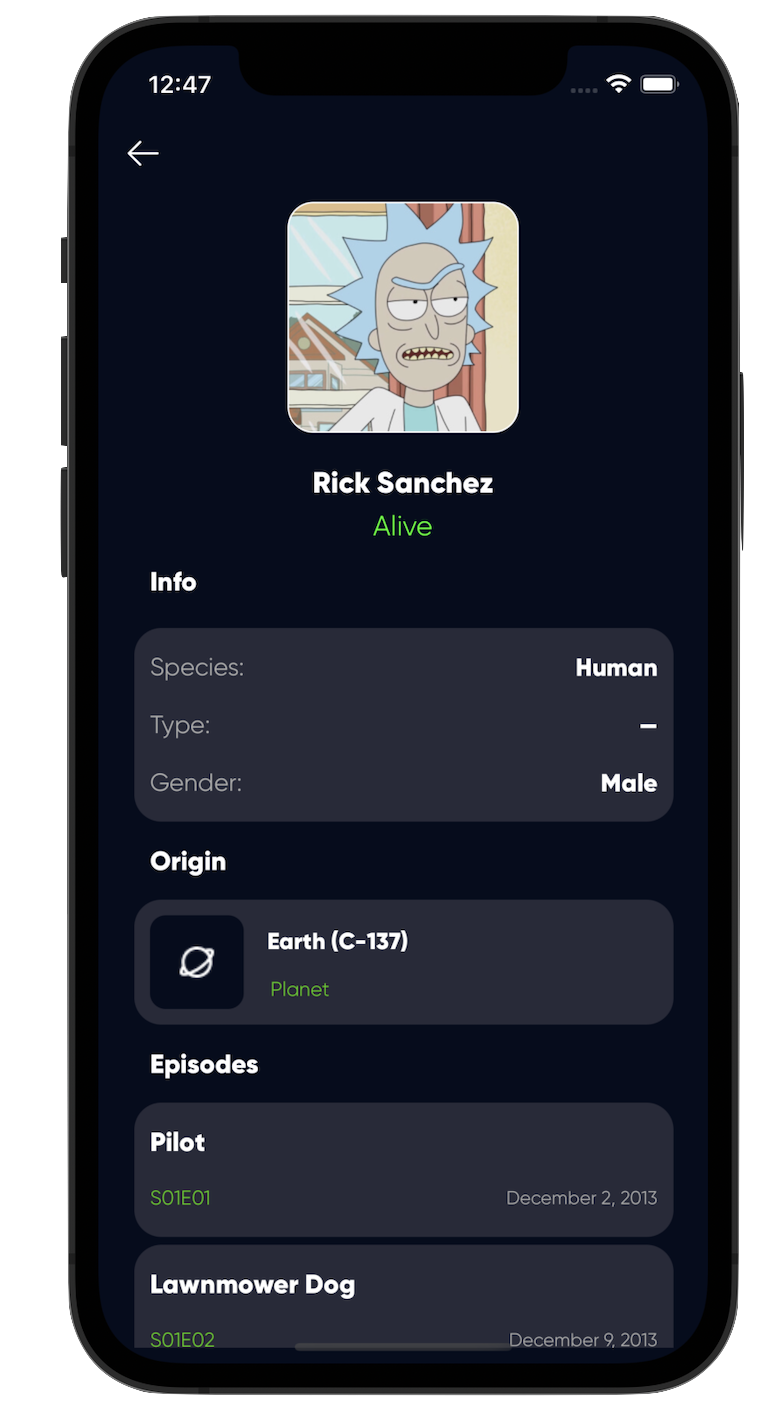 12:47
Rick Sanchez
Alive
Info
Species: Human
Type: –
Gender: Male
Origin
Earth (C-137)
Planet
Episodes
Pilot
S01E01 December 2, 2013
Lawnmower Dog
S01E02 December 9, 2013